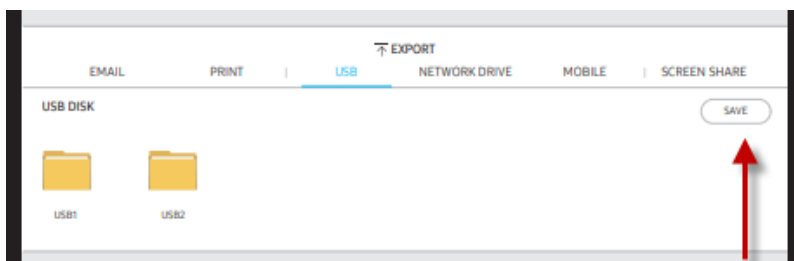 EXPORT
EMAIL PRINT | USB NETWORK DRIVE MOBILE | SCREEN SHARE
USB DISK SAVE
USB1 USB2